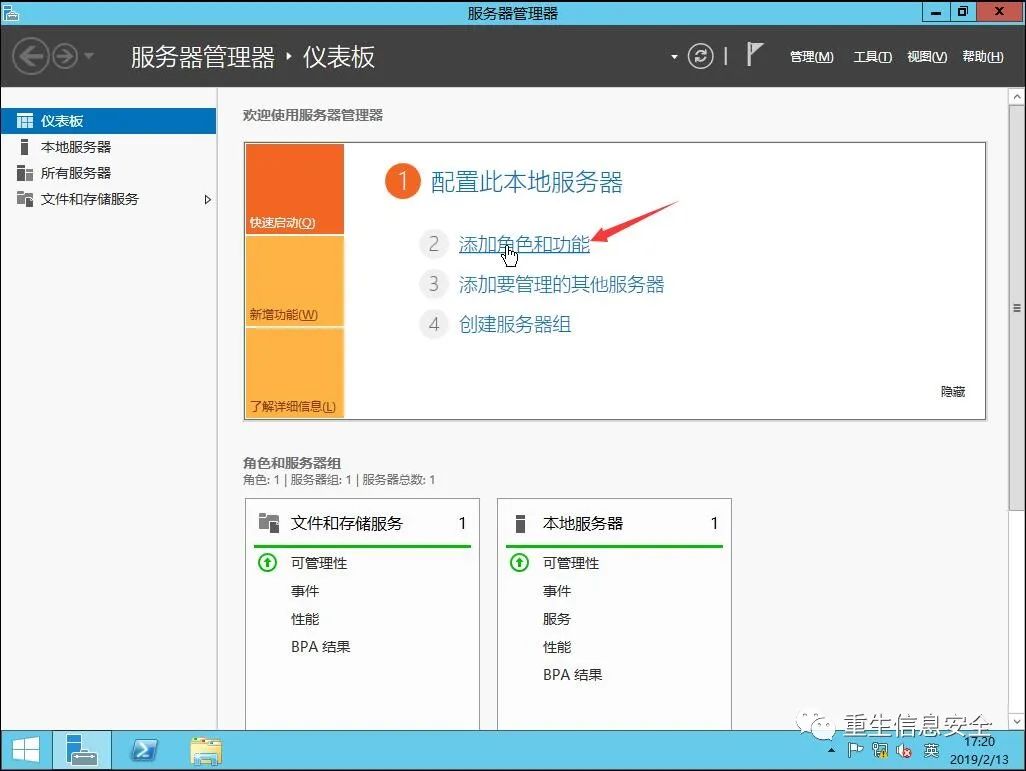 服务器管理器
服务器管理器 ‣ 仪表板
管理(M) 工具(T) 视图(V) 帮助(H)
仪表板
本地服务器
所有服务器
文件和存储服务
欢迎使用服务器管理器
快速启动(Q)
新增功能(W)
了解详细信息(L)
1 配置此本地服务器
2 添加角色和功能
3 添加要管理的其他服务器
4 创建服务器组
隐藏
角色和服务器组
角色: 1 | 服务器组: 1 | 服务器总数: 1
文件和存储服务 1
可管理性
事件
性能
BPA 结果
本地服务器 1
可管理性
事件
服务
性能
BPA 结果
重生信息安全
英
17:20
2019/2/13